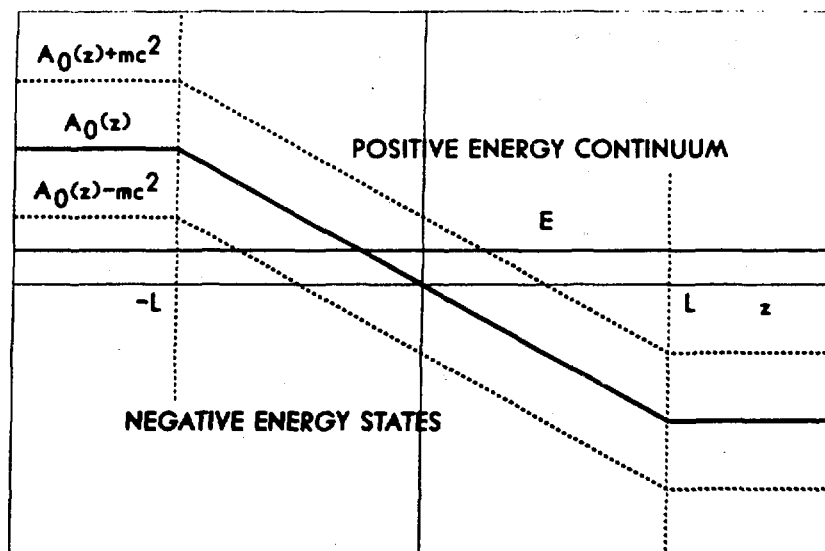 A₀(z)+mc²
A₀(z)
POSITIVE ENERGY CONTINUUM
A₀(z)−mc²
E
−L
L
z
NEGATIVE ENERGY STATES